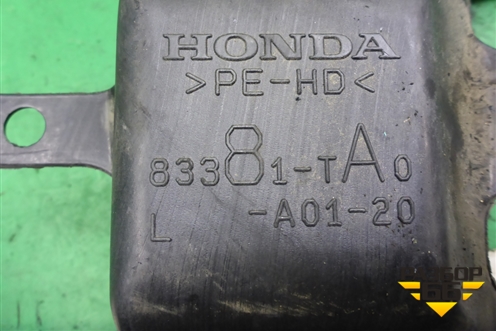 HONDA
>PE-HD<
83381-TA0
-A01-20
L